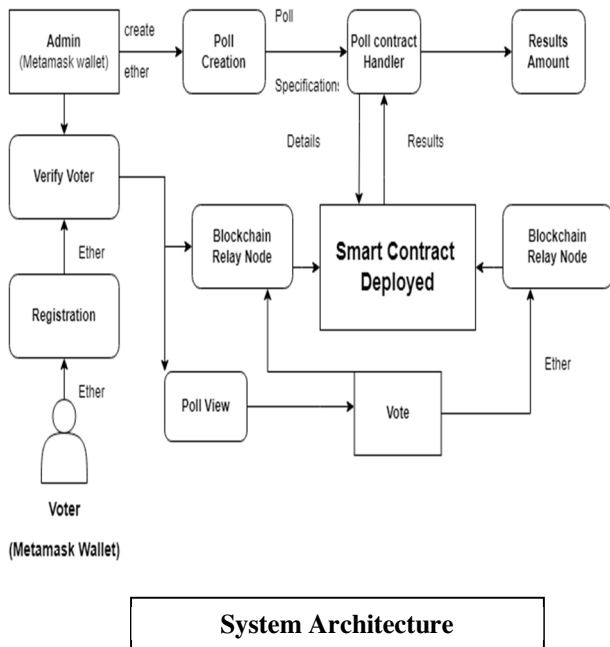 Admin
(Metamask wallet)
create
ether
Poll
Creation
Poll
Specifications
Poll contract
Handler
Results
Amount
Details
Results
Verify Voter
Ether
Registration
Ether
Blockchain
Relay Node
Smart Contract
Deployed
Blockchain
Relay Node
Ether
Poll View
Vote
Voter
(Metamask Wallet)
System Architecture